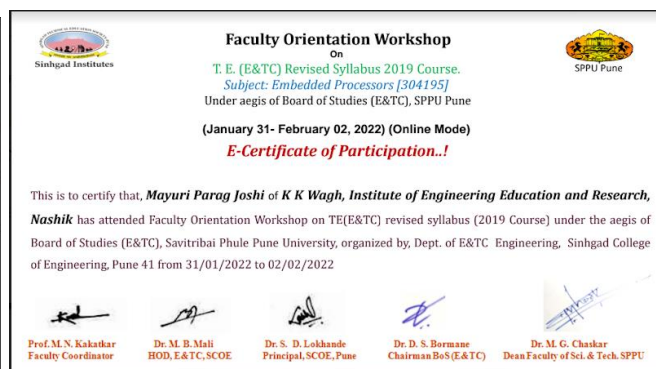 Faculty Orientation Workshop
On
T. E. (E&TC) Revised Syllabus 2019 Course.
Subject: Embedded Processors [304195]
Under aegis of Board of Studies (E&TC), SPPU Pune
Sinhgad Institutes
SPPU Pune
(January 31- February 02, 2022) (Online Mode)
E-Certificate of Participation..!
This is to certify that, Mayuri Parag Joshi of K K Wagh, Institute of Engineering Education and Research,
Nashik has attended Faculty Orientation Workshop on TE(E&TC) revised syllabus (2019 Course) under the aegis of
Board of Studies (E&TC), Savitribai Phule Pune University, organized by, Dept. of E&TC Engineering, Sinhgad College
of Engineering, Pune 41 from 31/01/2022 to 02/02/2022
Prof. M. N. Kakatkar
Faculty Coordinator
Dr. M. B. Mali
HOD, E&TC, SCOE
Dr. S. D. Lokhande
Principal, SCOE, Pune
Dr. D. S. Bormane
Chairman BoS (E&TC)
Dr. M. G. Chaskar
Dean Faculty of Sci. & Tech. SPPU